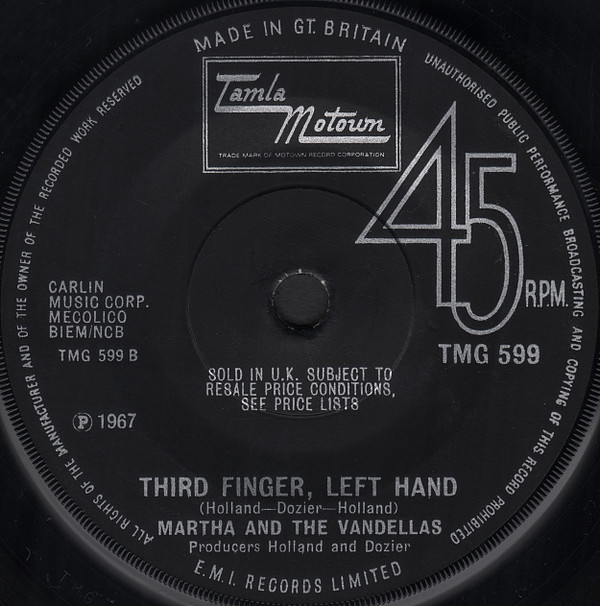 MADE IN GT. BRITAIN
Tamla
Motown
TRADE MARK OF MOTOWN RECORD CORPORATION
45
R.P.M.
TMG 599
CARLIN
MUSIC CORP.
MECOLICO
BIEM/NCB
TMG 599 B
SOLD IN U.K. SUBJECT TO
RESALE PRICE CONDITIONS,
SEE PRICE LISTS
Ⓟ 1967
THIRD FINGER, LEFT HAND
(Holland—Dozier—Holland)
MARTHA AND THE VANDELLAS
Producers Holland and Dozier
E.M.I. RECORDS LIMITED
ALL RIGHTS OF THE MANUFACTURER AND OF THE OWNER OF THE RECORDED WORK RESERVED
UNAUTHORISED PUBLIC PERFORMANCE BROADCASTING AND COPYING OF THIS RECORD PROHIBITED